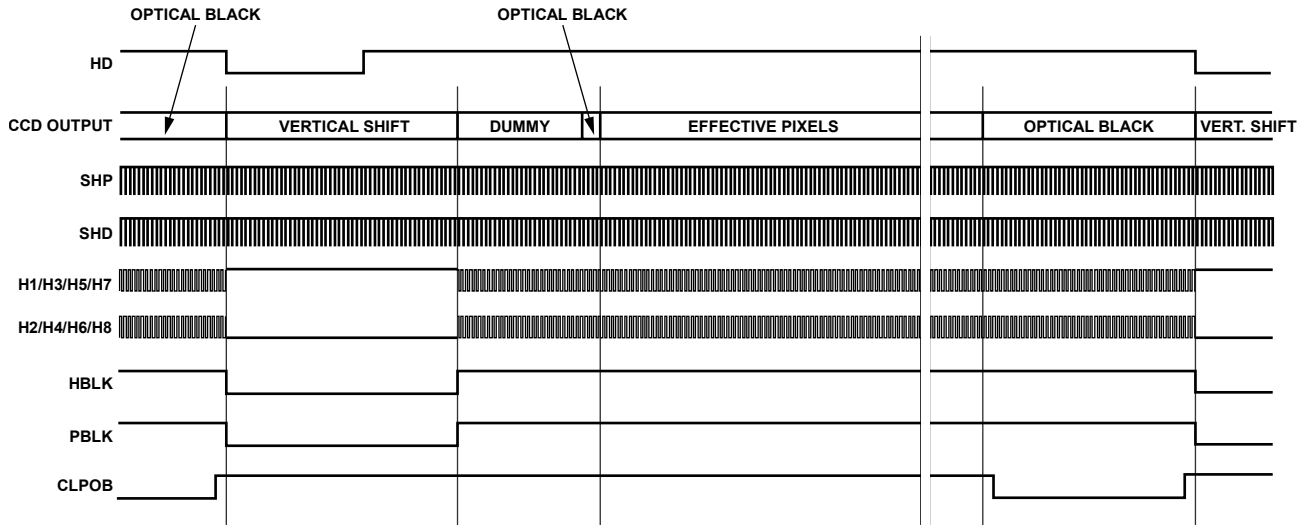 OPTICAL BLACK
OPTICAL BLACK
HD
CCD OUTPUT
VERTICAL SHIFT
DUMMY
EFFECTIVE PIXELS
OPTICAL BLACK
VERT. SHIFT
SHP
SHD
H1/H3/H5/H7
H2/H4/H6/H8
HBLK
PBLK
CLPOB